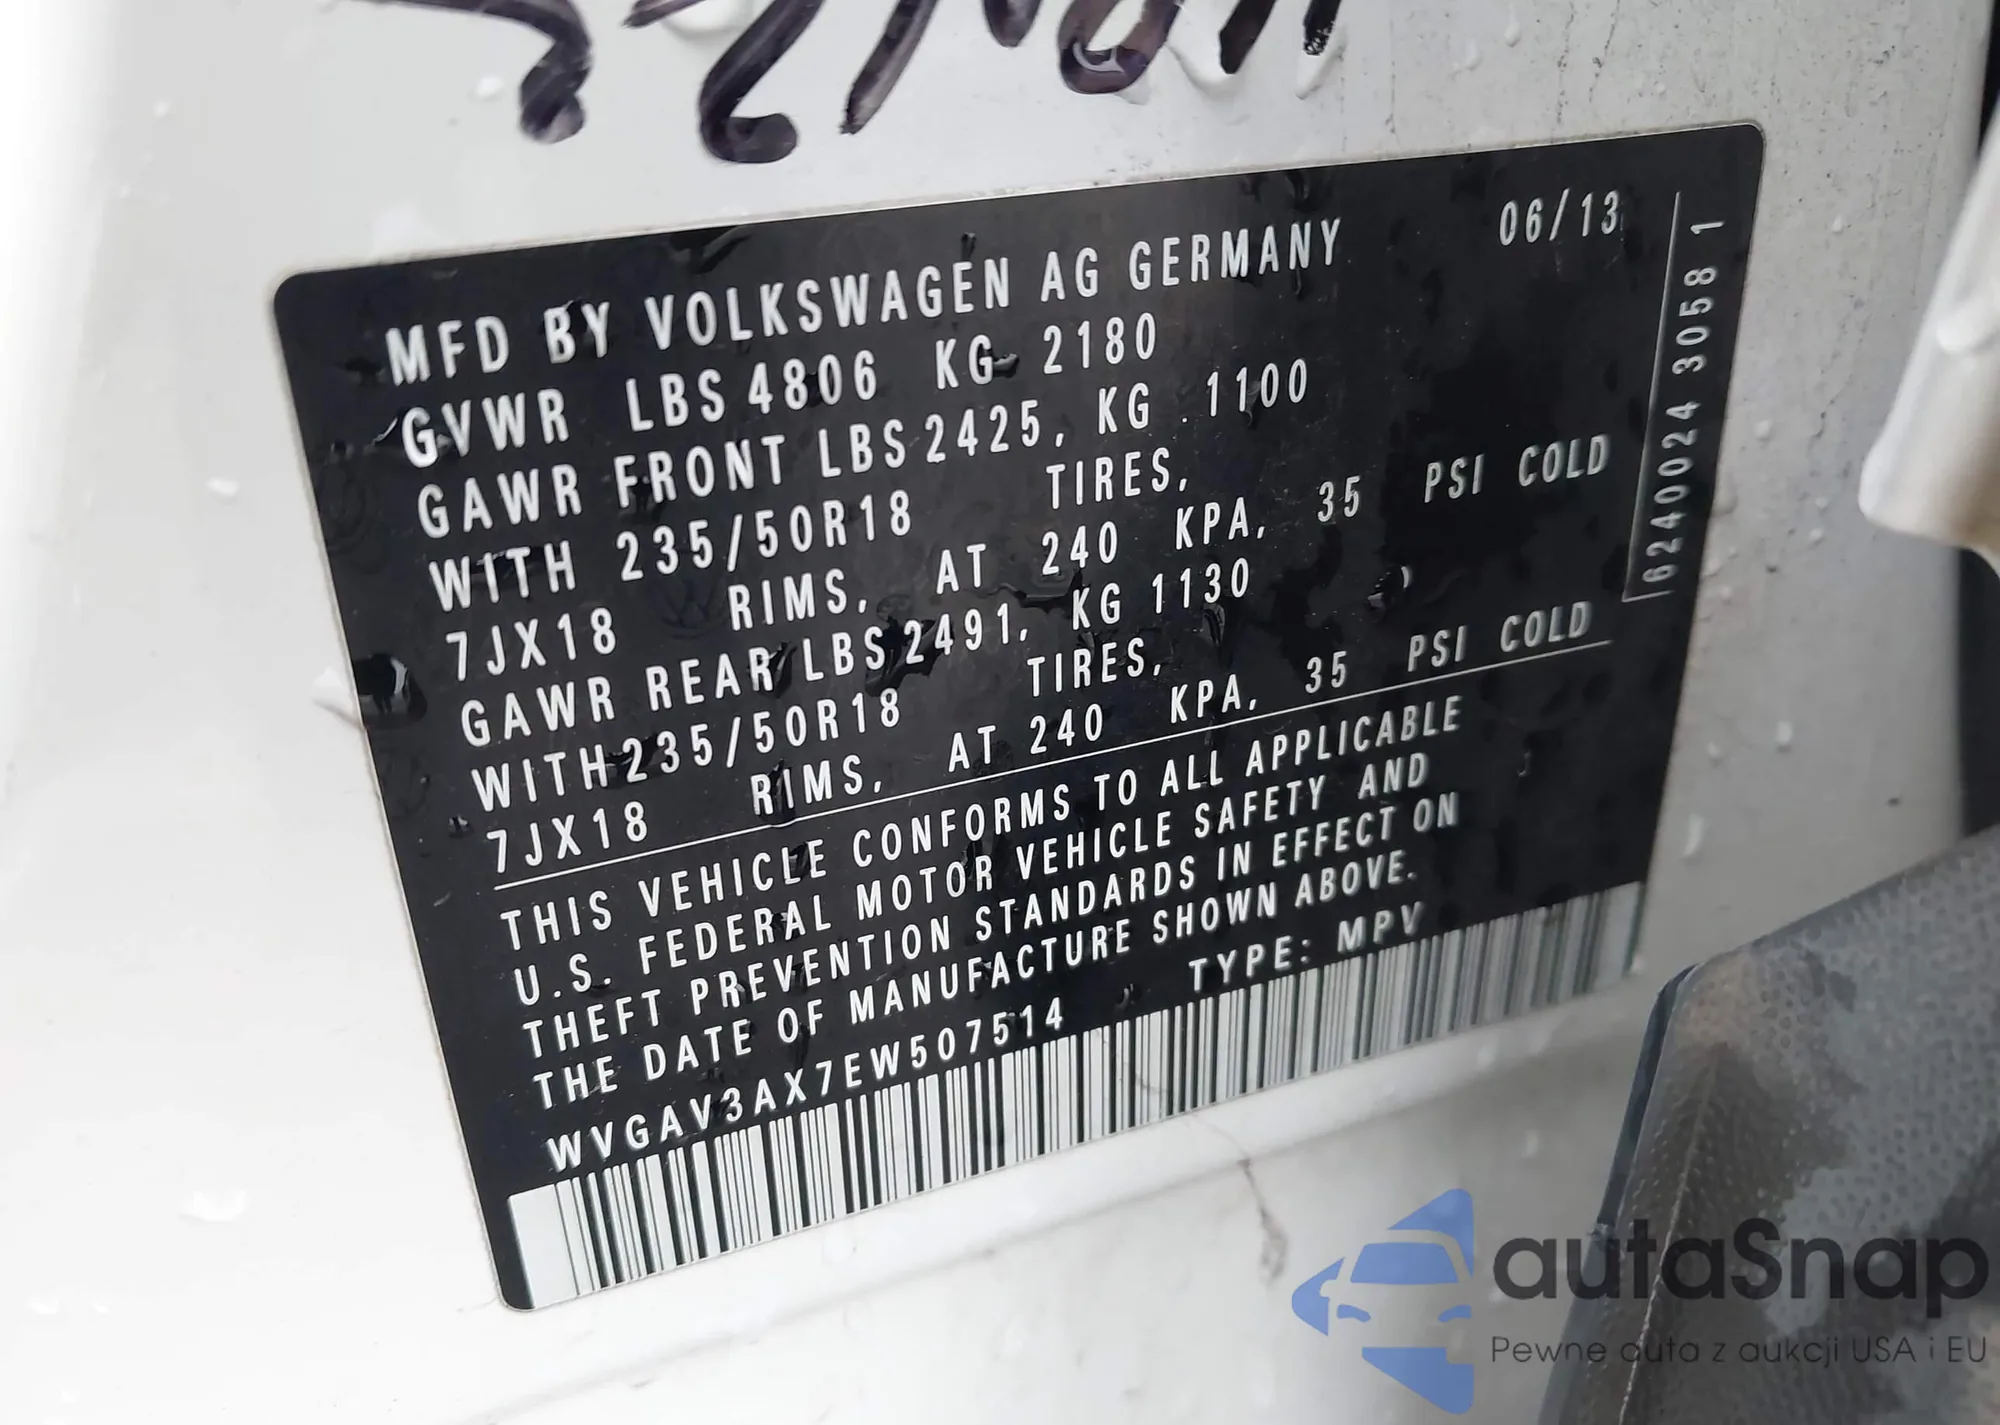 MFD BY VOLKSWAGEN AG GERMANY 06/13
GVWR LBS 4806 KG 2180
GAWR FRONT LBS 2425, KG 1100
WITH 235/50R18 TIRES,
7JX18 RIMS, AT 240 KPA, 35 PSI COLD
GAWR REAR LBS 2491, KG 1130
WITH 235/50R18 TIRES,
7JX18 RIMS, AT 240 KPA, 35 PSI COLD
THIS VEHICLE CONFORMS TO ALL APPLICABLE
U.S. FEDERAL MOTOR VEHICLE SAFETY AND
THEFT PREVENTION STANDARDS IN EFFECT ON
THE DATE OF MANUFACTURE SHOWN ABOVE.
WVGAV3AX7EW507514 TYPE: MPV
6240024 3058 1
autaSnap
Pewne auta z aukcji USA i EU